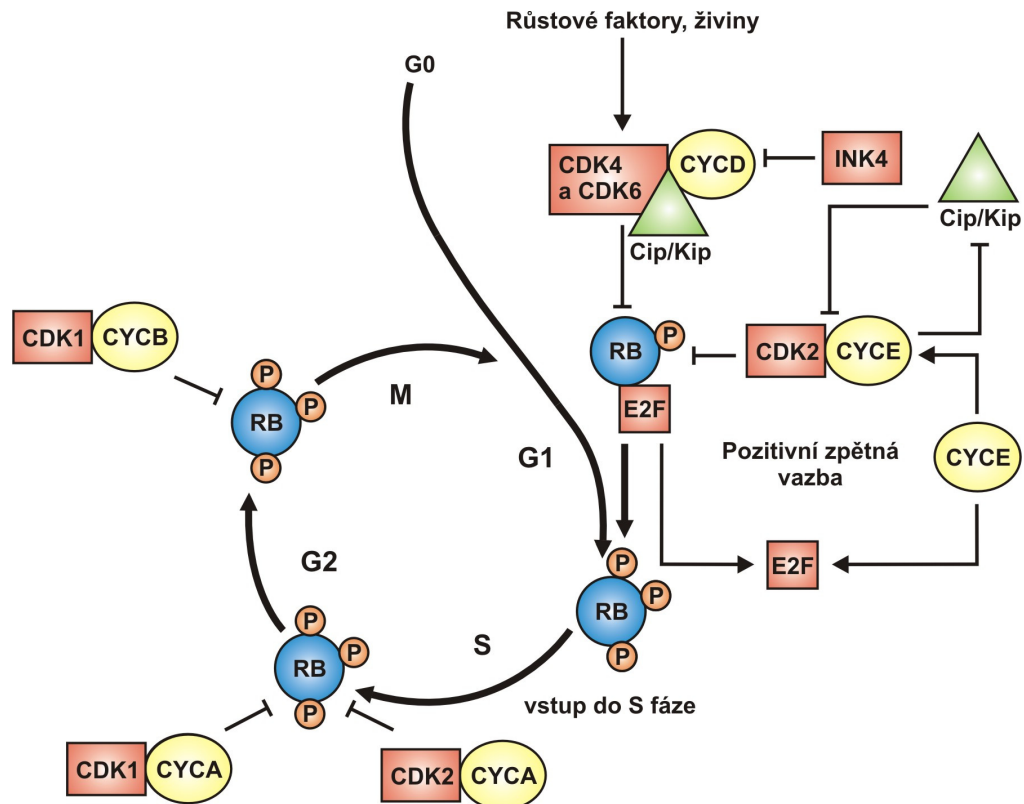 Růstové faktory, živiny
G0
CDK4
a CDK6
CYCD
INK4
Cip/Kip
Cip/Kip
CDK1
CYCB
P
P
RB
P
M
RB
P
E2F
CDK2
CYCE
G1
Pozitivní zpětná
vazba
CYCE
E2F
G2
P
RB
P
P
S
vstup do S fáze
P
RB
P
P
CDK1
CYCA
CDK2
CYCA